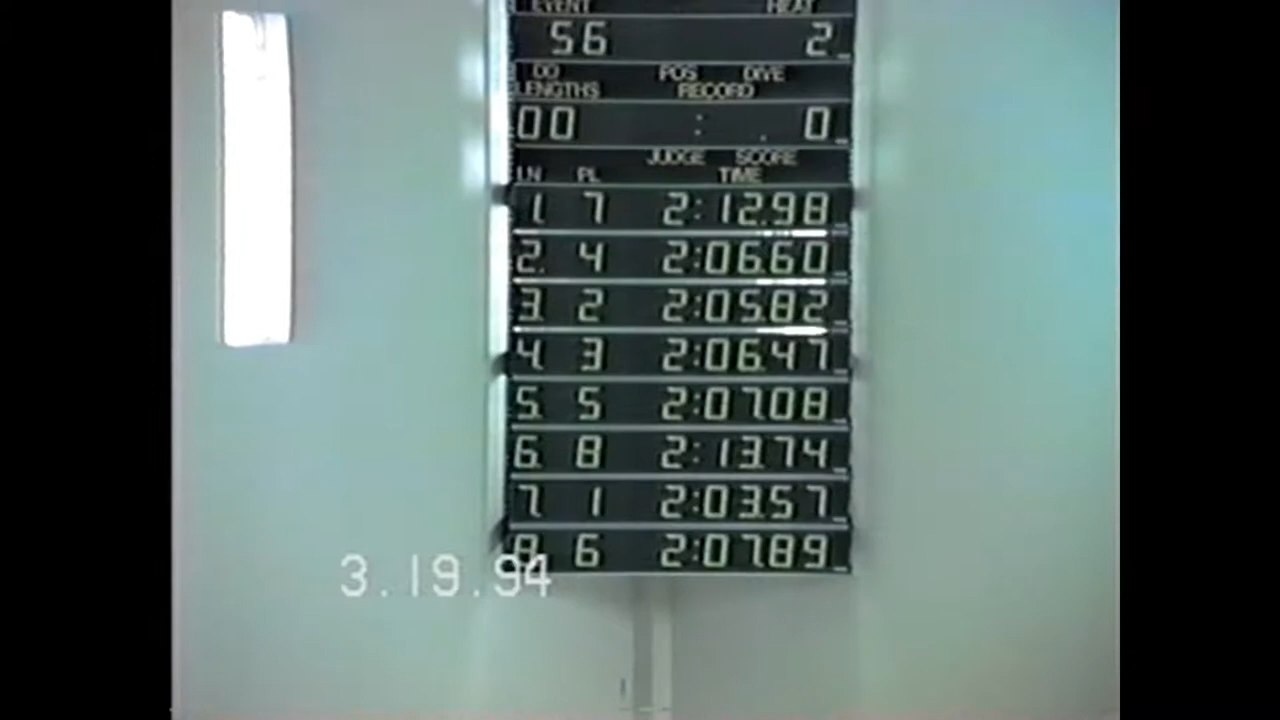 EVENT HEAT
56 2
DO POS DIVE
LENGTHS RECORD
00 : . 0
JUDGE SCORE
LN PL TIME
1 7 2:12.98
2 4 2:06.60
3 2 2:05.82
4 3 2:06.47
5 5 2:07.08
6 8 2:13.74
7 1 2:03.57
8 6 2:07.89
3.19.94